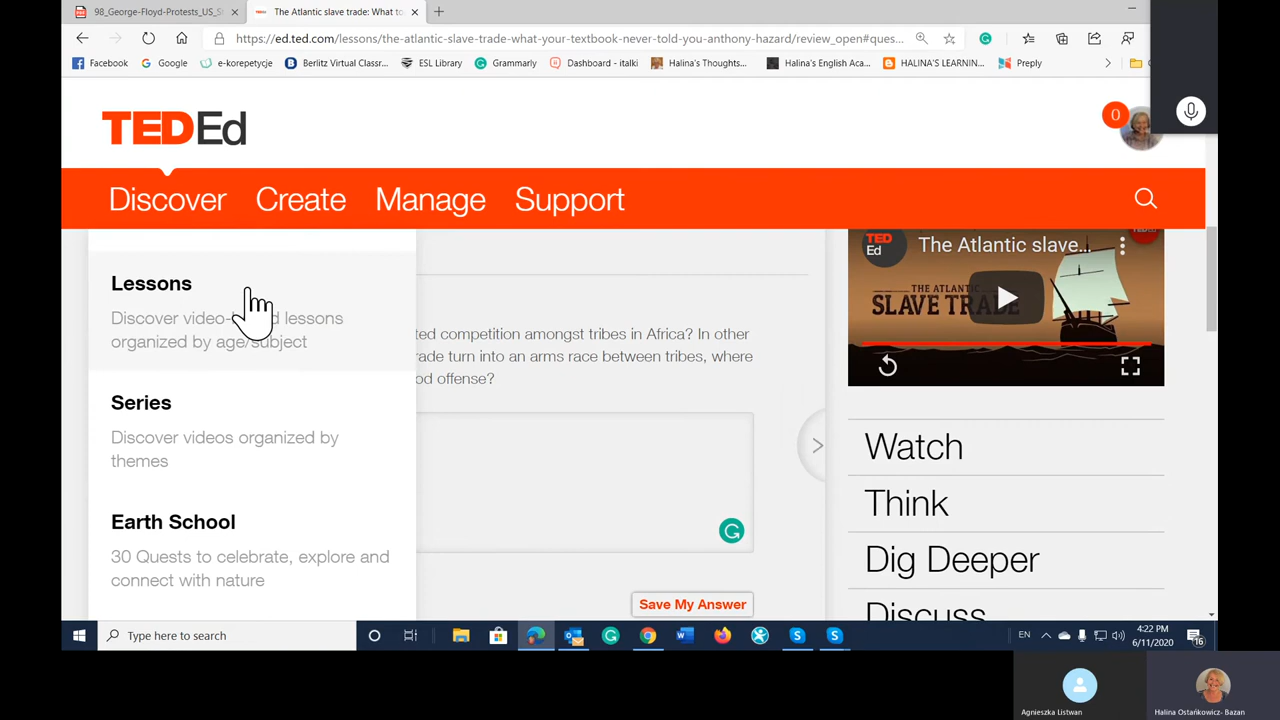 98_George-Floyd-Protests_US_S
The Atlantic slave trade: What to
https://ed.ted.com/lessons/the-atlantic-slave-trade-what-your-textbook-never-told-you-anthony-hazard/review_open#ques...
Facebook
Google
e-korepetycje
Berlitz Virtual Classr...
ESL Library
Grammarly
Dashboard - italki
Halina's Thoughts...
Halina's English Aca...
HALINA'S LEARNIN...
Preply
TEDEd
0
Discover Create Manage Support
Lessons
Discover video- lessons
organized by age/subject
Series
Discover videos organized by
themes
Earth School
30 Quests to celebrate, explore and
connect with nature
ted competition amongst tribes in Africa? In other
rade turn into an arms race between tribes, where
od offense?
Save My Answer
TED
Ed
The Atlantic slave...
THE ATLANTIC
SLAVE TRADE
Watch
Think
Dig Deeper
Discuss
Type here to search
EN
4:22 PM
6/11/2020
16
Agnieszka Listwan
Halina Ostańkowicz- Bazan